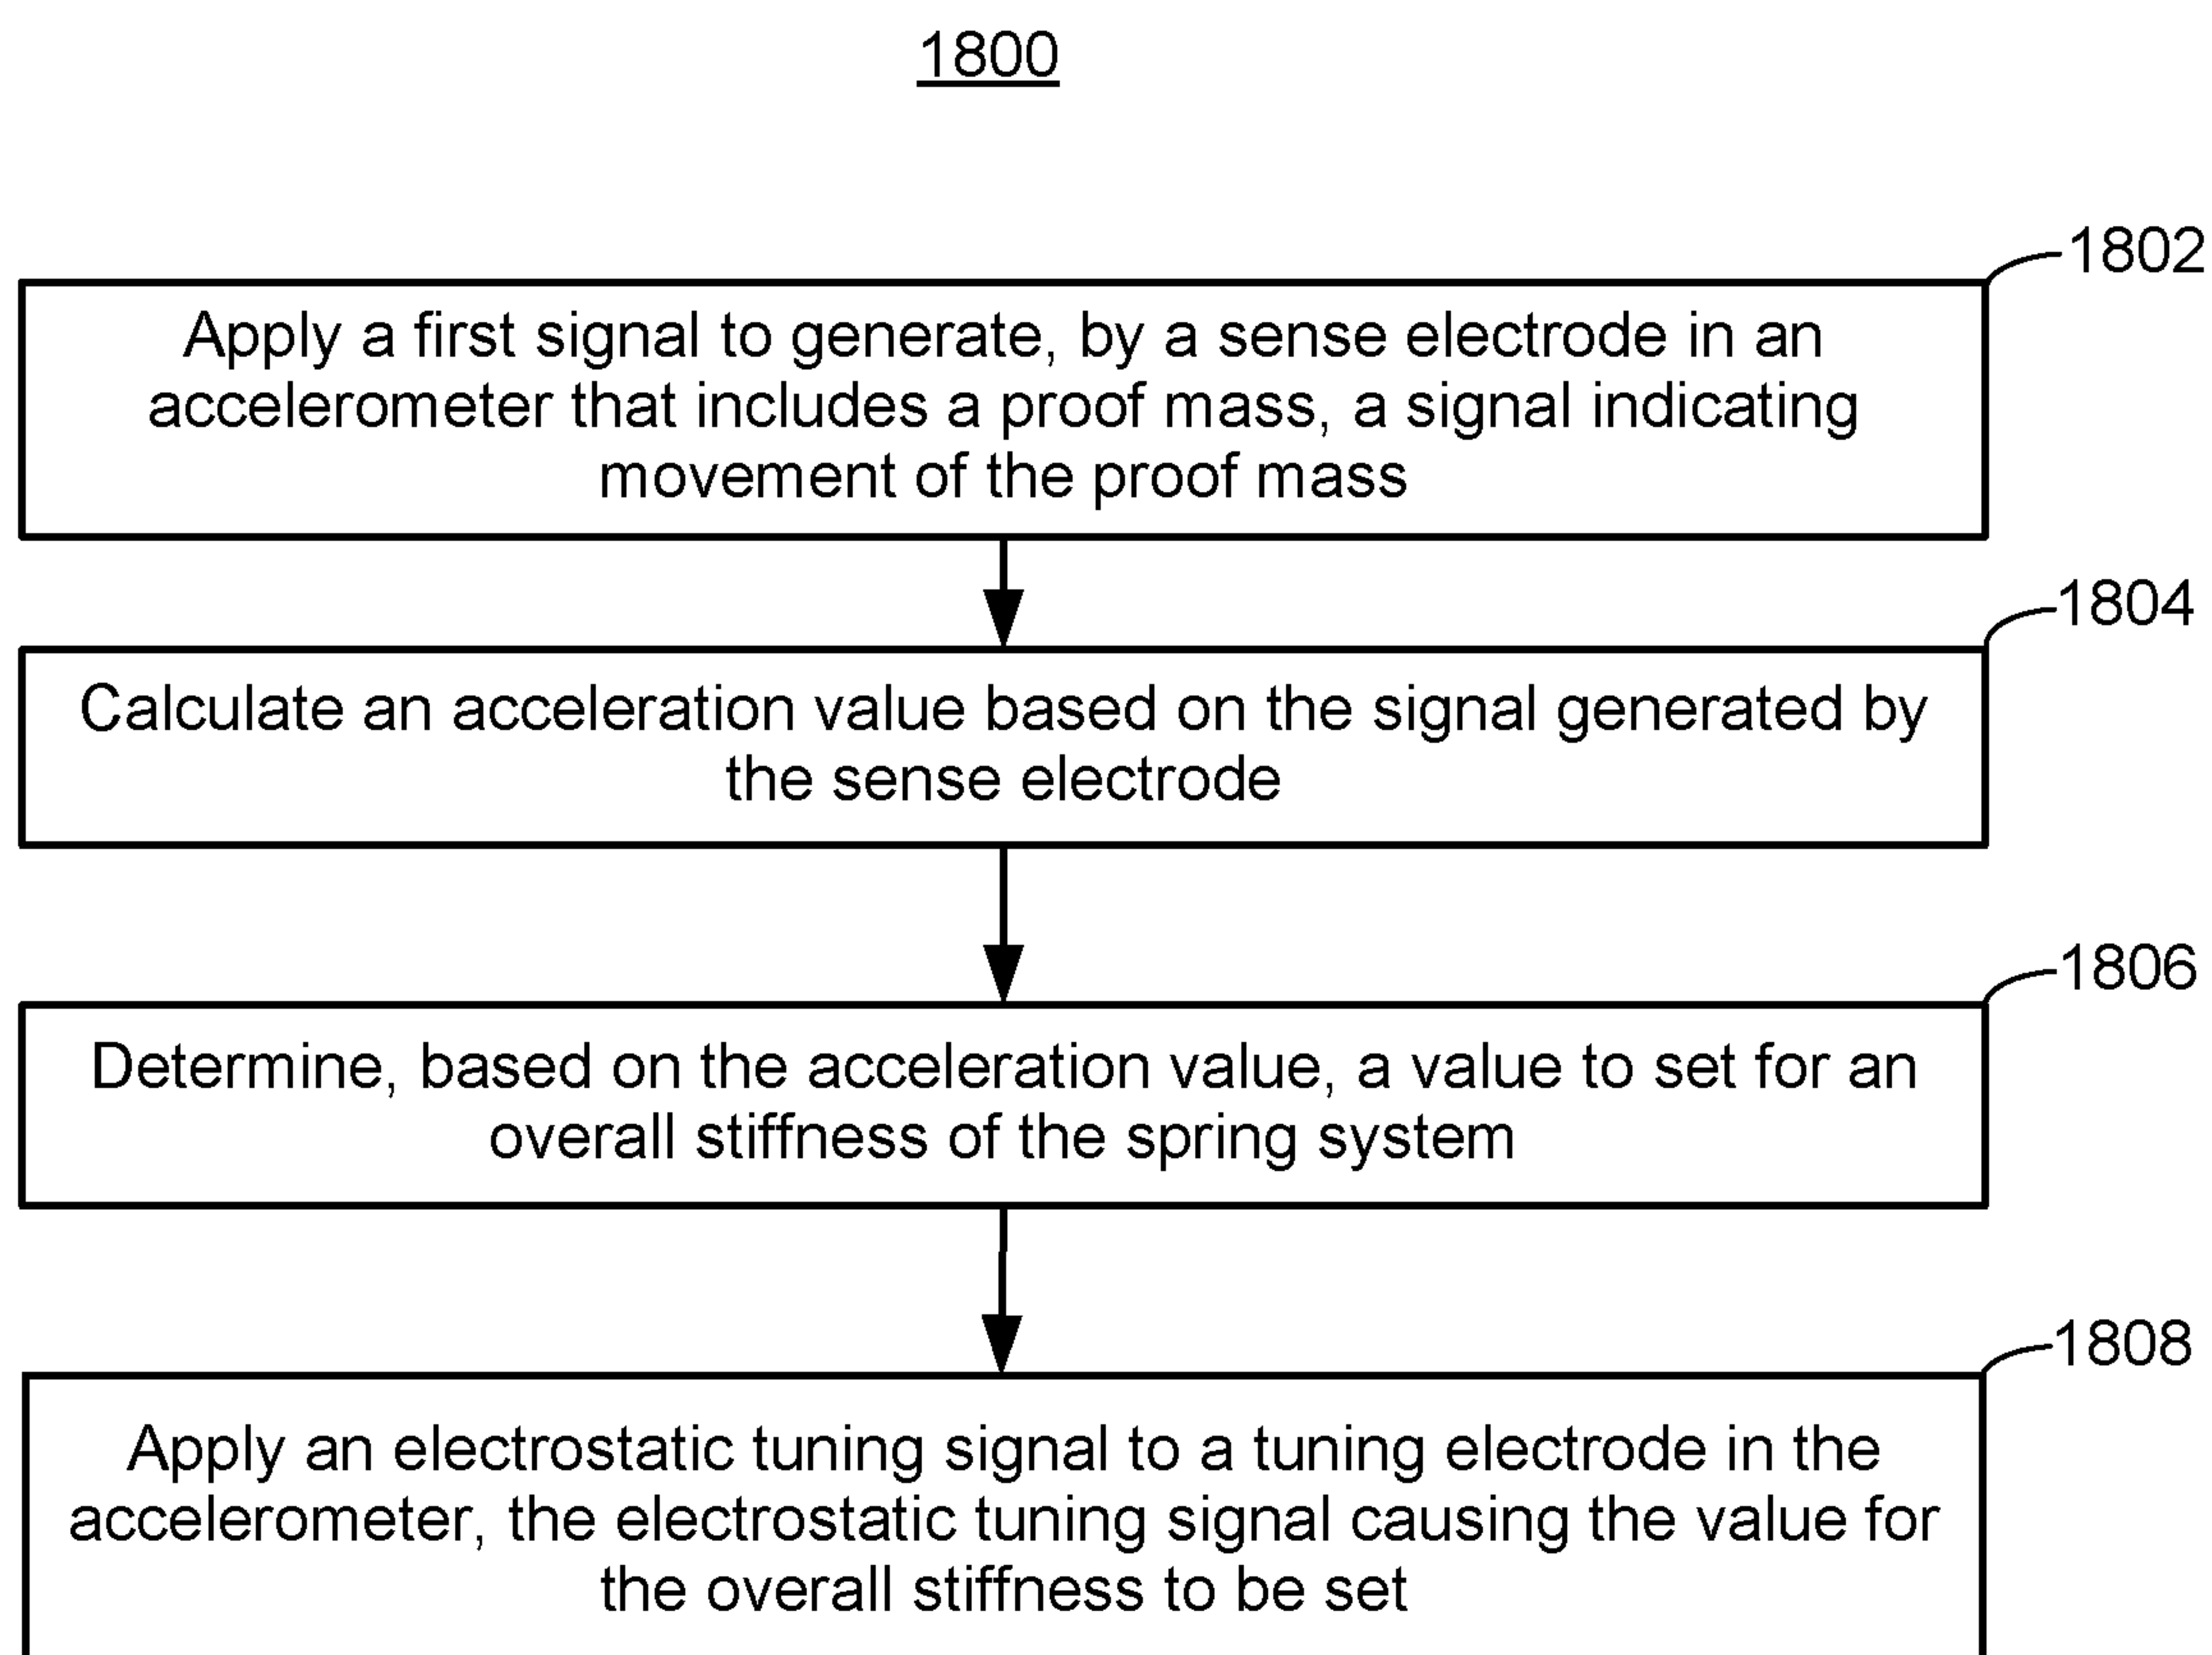 1800
1802
Apply a first signal to generate, by a sense electrode in an
accelerometer that includes a proof mass, a signal indicating
movement of the proof mass
1804
Calculate an acceleration value based on the signal generated by
the sense electrode
1806
Determine, based on the acceleration value, a value to set for an
overall stiffness of the spring system
1808
Apply an electrostatic tuning signal to a tuning electrode in the
accelerometer, the electrostatic tuning signal causing the value for
the overall stiffness to be set